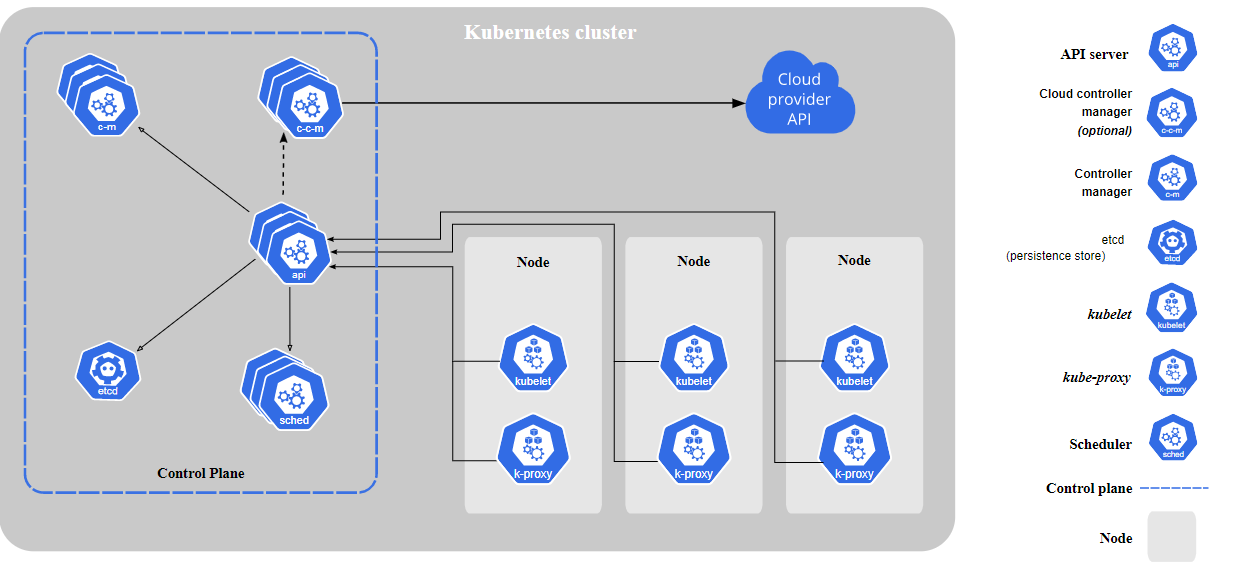 Kubernetes cluster
c-m
c-c-m
Cloud
provider
API
api
etcd
sched
Control Plane
Node
kubelet
k-proxy
Node
kubelet
k-proxy
Node
kubelet
k-proxy
API server
api
Cloud controller
manager
(optional)
c-c-m
Controller
manager
c-m
etcd
(persistence store)
etcd
kubelet
kubelet
kube-proxy
k-proxy
Scheduler
sched
Control plane
Node